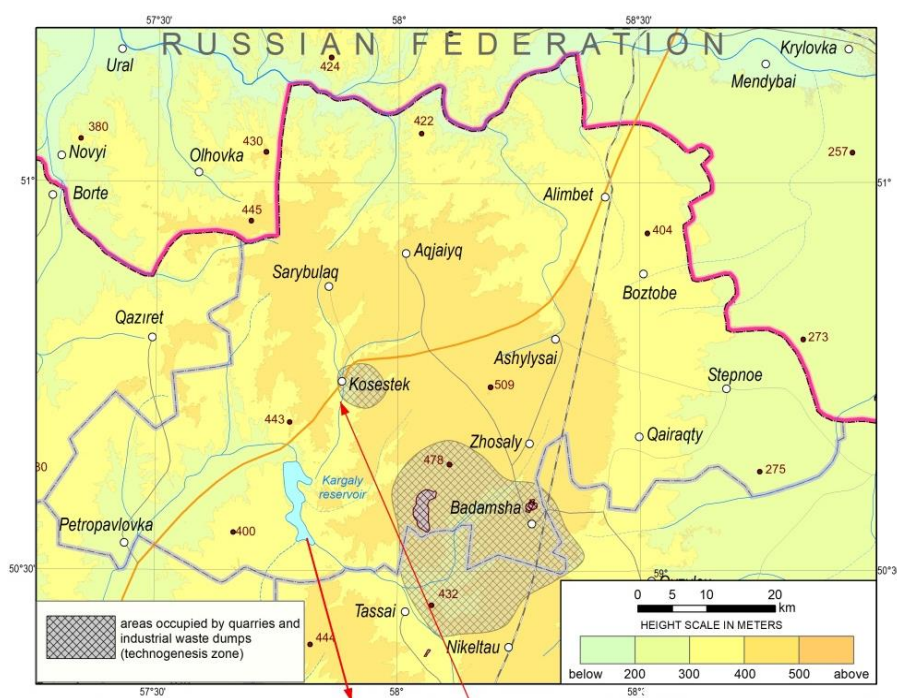 57°30'
58°
58°30'
RUSSIAN FEDERATION
Krylovka
Ural
424
Mendybai
380
422
Novyi
430
257
Olhovka
51°
51°
Borte
Alimbet
445
404
Aqjaiyq
Sarybulaq
Boztobe
Qazıret
273
Ashylysai
Kosestek
509
Stepnoe
443
Zhosaly
Qairaqty
478
275
Kargaly
reservoir
Badamsha
Petropavlovka
400
50°30'
59°
432
Tassai
444
Nikeltau
areas occupied by quarries and
industrial waste dumps
(technogenesis zone)
0 5 10 20
km
HEIGHT SCALE IN METERS
below 200 300 400 500 above
57°30'
58°